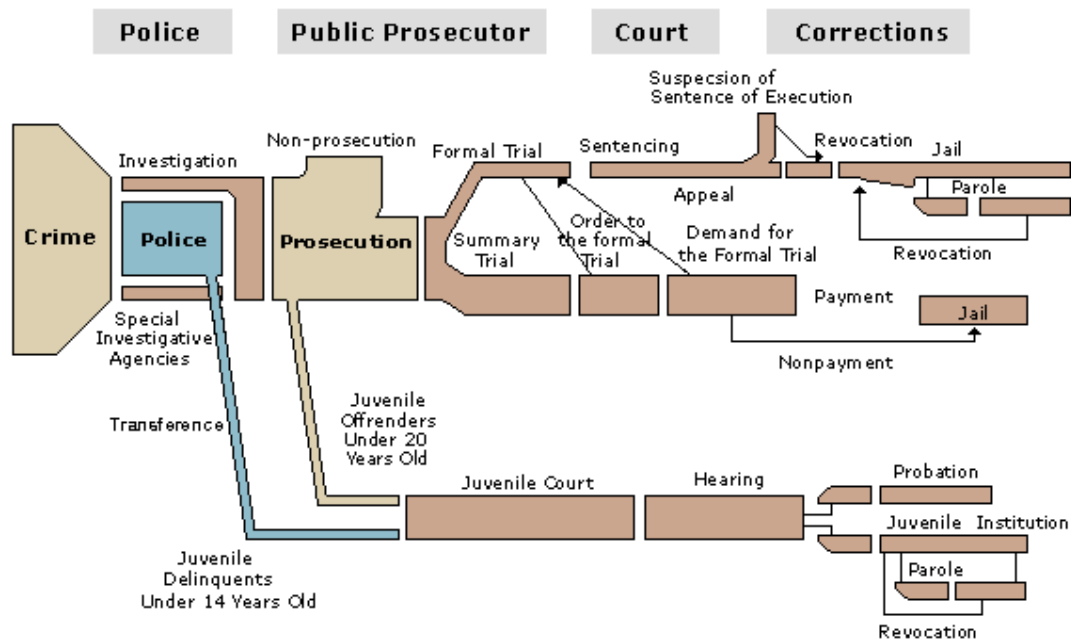 Police
Public Prosecutor
Court
Corrections
Suspecsion of
Sentence of Execution
Non-prosecution
Investigation
Formal Trial
Sentencing
Revocation
Jail
Appeal
Parole
Crime
Police
Prosecution
Summary
Trial
Order to
the formal
Trial
Demand for
the Formal Trial
Revocation
Payment
Jail
Special
Investigative
Agencies
Nonpayment
Transference
Juvenile
Offrenders
Under 20
Years Old
Juvenile Court
Hearing
Probation
Juvenile Institution
Juvenile
Delinquents
Under 14 Years Old
Parole
Revocation